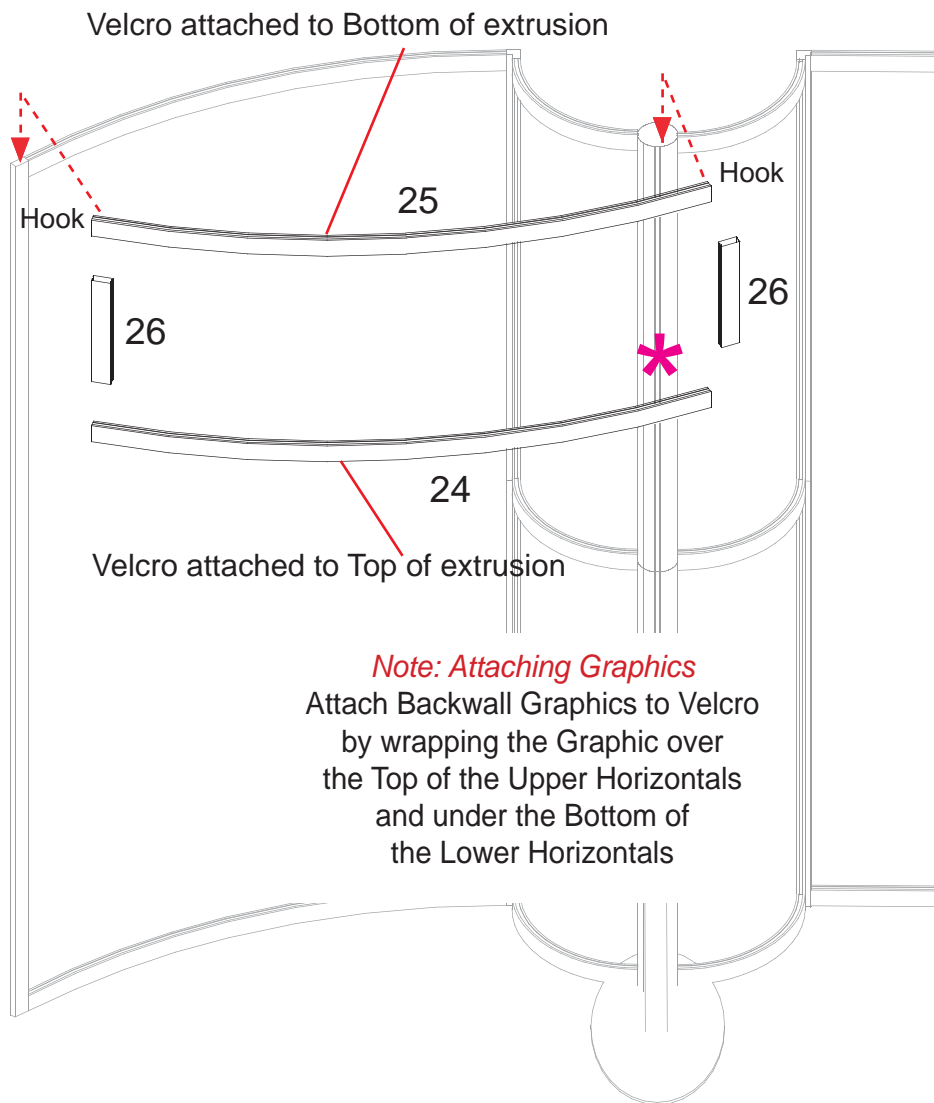 Velcro attached to Bottom of extrusion
Hook
25
Hook
26
26
*
24
Velcro attached to Top of extrusion
Note: Attaching Graphics
Attach Backwall Graphics to Velcro
by wrapping the Graphic over
the Top of the Upper Horizontals
and under the Bottom of
the Lower Horizontals